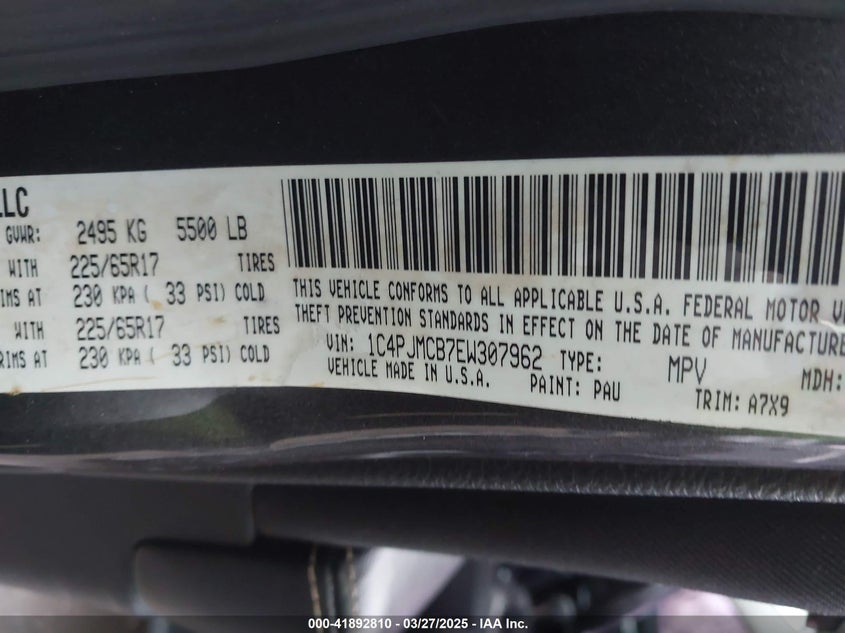 LLC
GVWR: 2495 KG 5500 LB
WITH 225/65R17 TIRES
RIMS AT 230 KPA ( 33 PSI) COLD
WITH 225/65R17 TIRES
RIMS AT 230 KPA ( 33 PSI) COLD
THIS VEHICLE CONFORMS TO ALL APPLICABLE U.S.A. FEDERAL MOTOR
THEFT PREVENTION STANDARDS IN EFFECT ON THE DATE OF MANUFACTURE
VIN: 1C4PJMCB7EW307962 TYPE: MPV MDH:
VEHICLE MADE IN U.S.A. PAINT: PAU TRIM: A7X9
000-41892810 - 03/27/2025 - IAA, Inc.